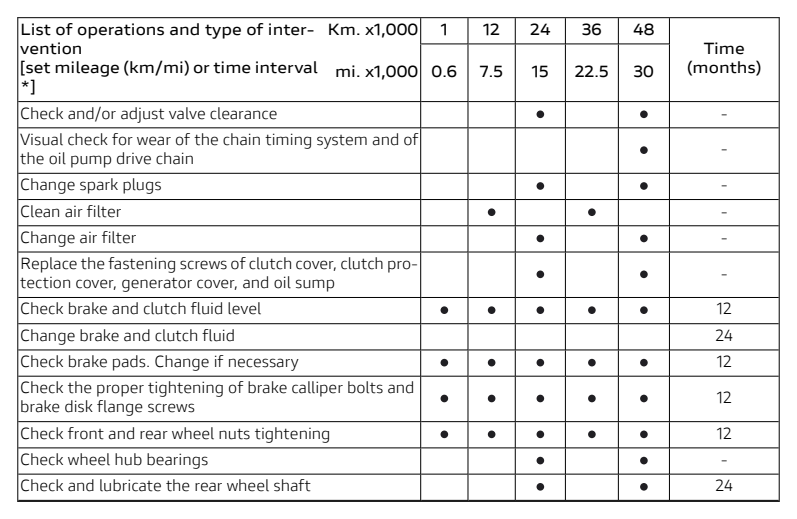 List of operations and type of inter- Km. x1,000 1 12 24 36 48 Time
vention
[set mileage (km/mi) or time interval mi. x1,000 0.6 7.5 15 22.5 30 (months)
*]
Check and/or adjust valve clearance ● ● -
Visual check for wear of the chain timing system and of
the oil pump drive chain ● -
Change spark plugs ● ● -
Clean air filter ● ● -
Change air filter ● ● -
Replace the fastening screws of clutch cover, clutch pro-
tection cover, generator cover, and oil sump ● ● -
Check brake and clutch fluid level ● ● ● ● ● 12
Change brake and clutch fluid 24
Check brake pads. Change if necessary ● ● ● ● ● 12
Check the proper tightening of brake calliper bolts and
brake disk flange screws ● ● ● ● ● 12
Check front and rear wheel nuts tightening ● ● ● ● ● 12
Check wheel hub bearings ● ● -
Check and lubricate the rear wheel shaft ● ● 24